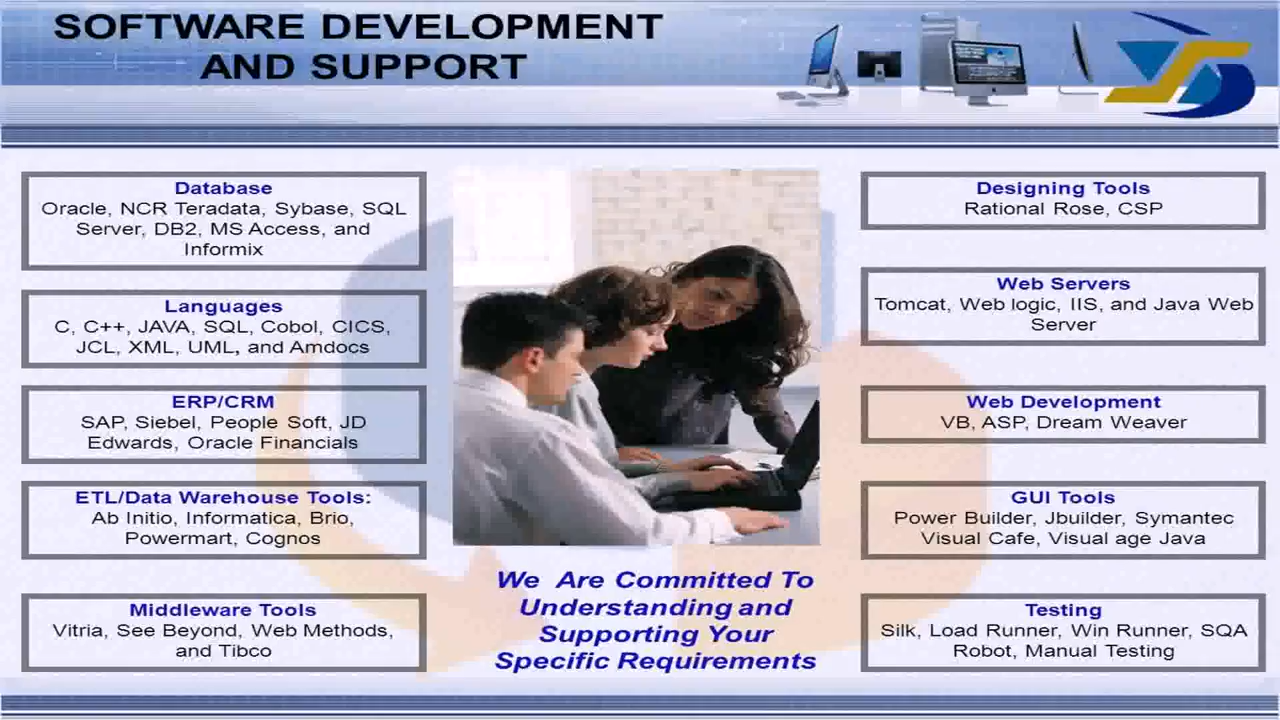 SOFTWARE DEVELOPMENT
AND SUPPORT
Database
Oracle, NCR Teradata, Sybase, SQL
Server, DB2, MS Access, and
Informix
Languages
C, C++, JAVA, SQL, Cobol, CICS,
JCL, XML, UML, and Amdocs
ERP/CRM
SAP, Siebel, People Soft, JD
Edwards, Oracle Financials
ETL/Data Warehouse Tools:
Ab Initio, Informatica, Brio,
Powermart, Cognos
Middleware Tools
Vitria, See Beyond, Web Methods,
and Tibco
We Are Committed To
Understanding and
Supporting Your
Specific Requirements
Designing Tools
Rational Rose, CSP
Web Servers
Tomcat, Web logic, IIS, and Java Web
Server
Web Development
VB, ASP, Dream Weaver
GUI Tools
Power Builder, Jbuilder, Symantec
Visual Cafe, Visual age Java
Testing
Silk, Load Runner, Win Runner, SQA
Robot, Manual Testing